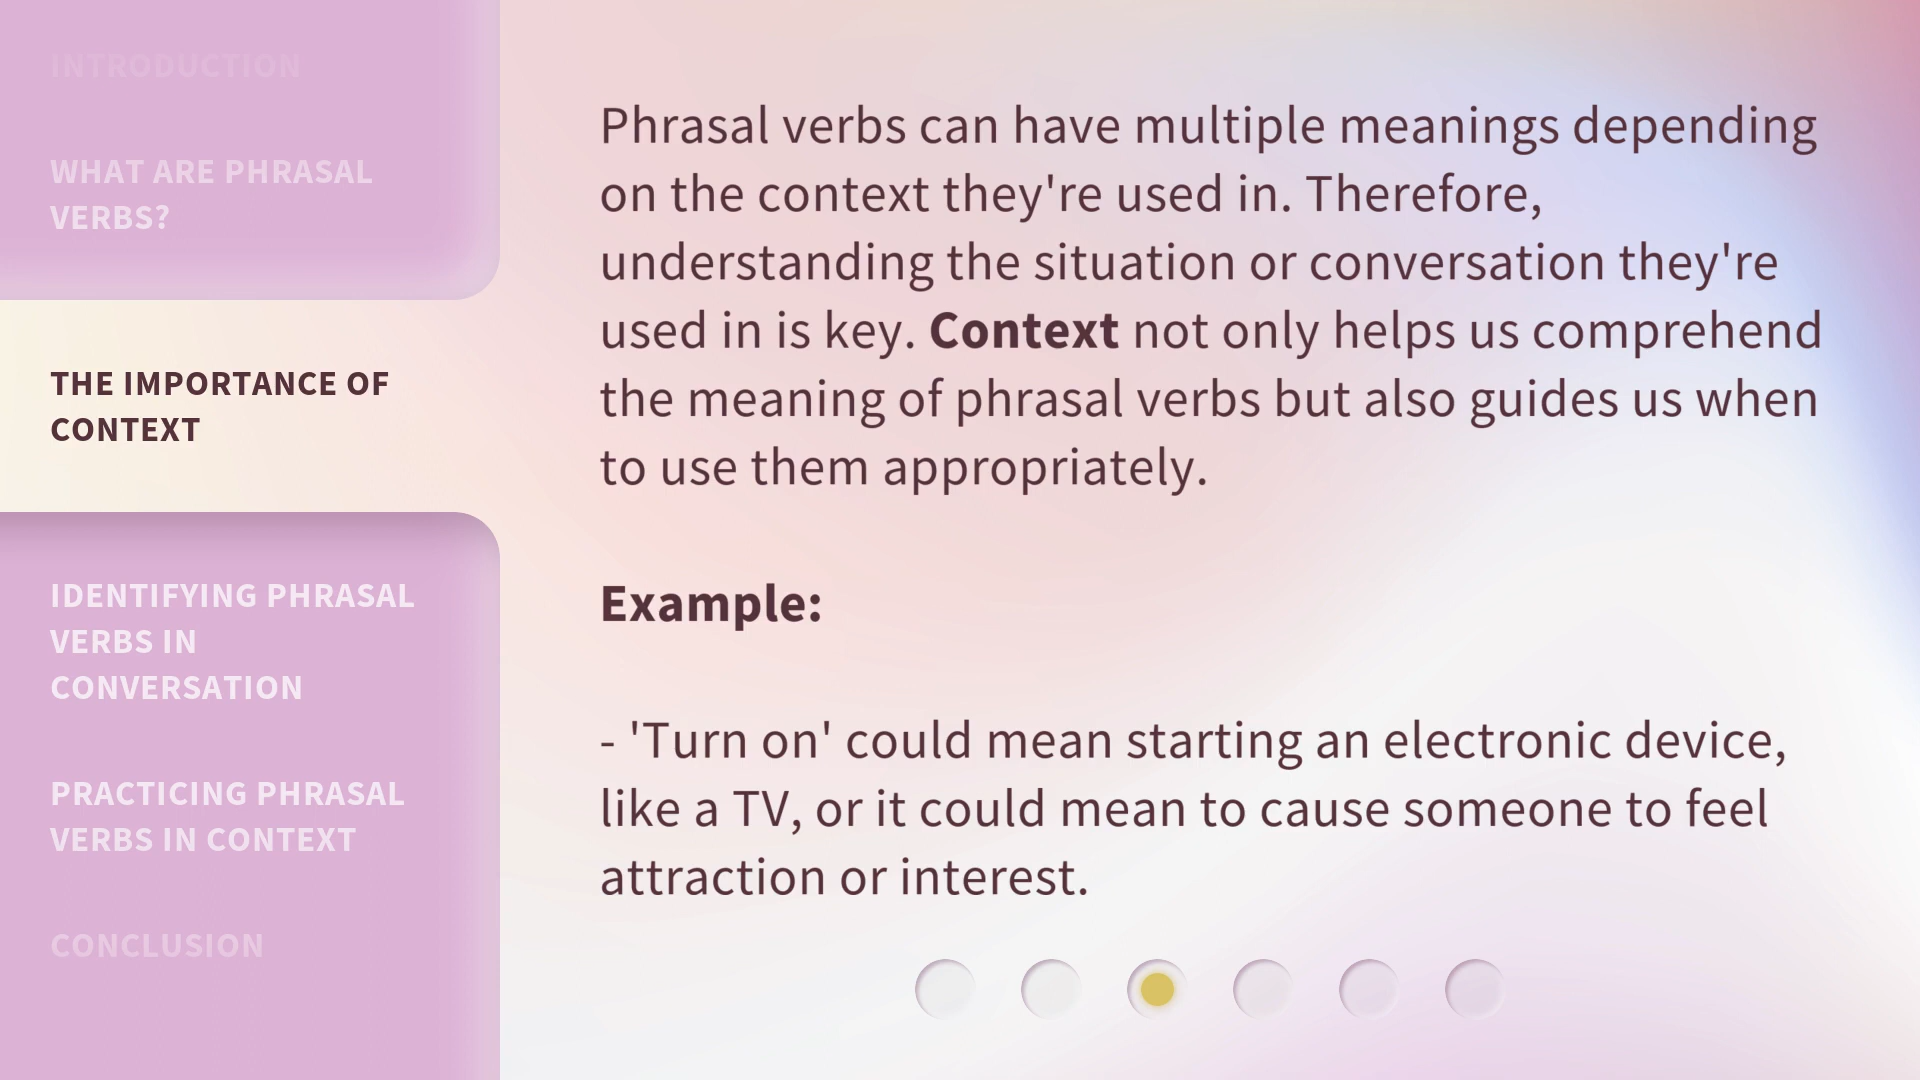 INTRODUCTION
WHAT ARE PHRASAL
VERBS?
THE IMPORTANCE OF
CONTEXT
IDENTIFYING PHRASAL
VERBS IN
CONVERSATION
PRACTICING PHRASAL
VERBS IN CONTEXT
CONCLUSION
Phrasal verbs can have multiple meanings depending
on the context they're used in. Therefore,
understanding the situation or conversation they're
used in is key. Context not only helps us comprehend
the meaning of phrasal verbs but also guides us when
to use them appropriately.
Example:
- 'Turn on' could mean starting an electronic device,
like a TV, or it could mean to cause someone to feel
attraction or interest.